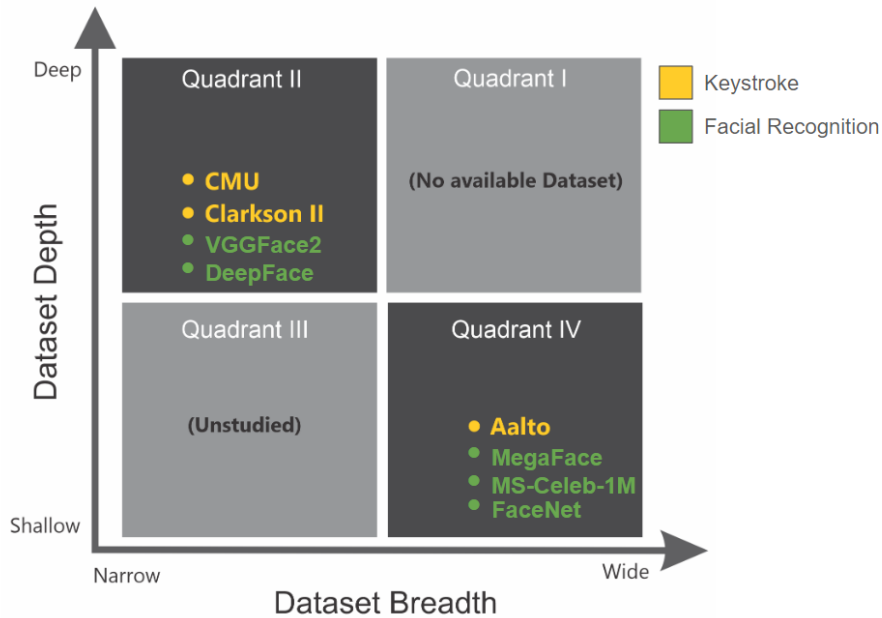 Deep
Quadrant II
Quadrant I
Keystroke
Facial Recognition
CMU
Clarkson II
VGGFace2
DeepFace
(No available Dataset)
Dataset Depth
Quadrant III
Quadrant IV
(Unstudied)
Aalto
MegaFace
MS-Celeb-1M
FaceNet
Shallow
Narrow
Wide
Dataset Breadth